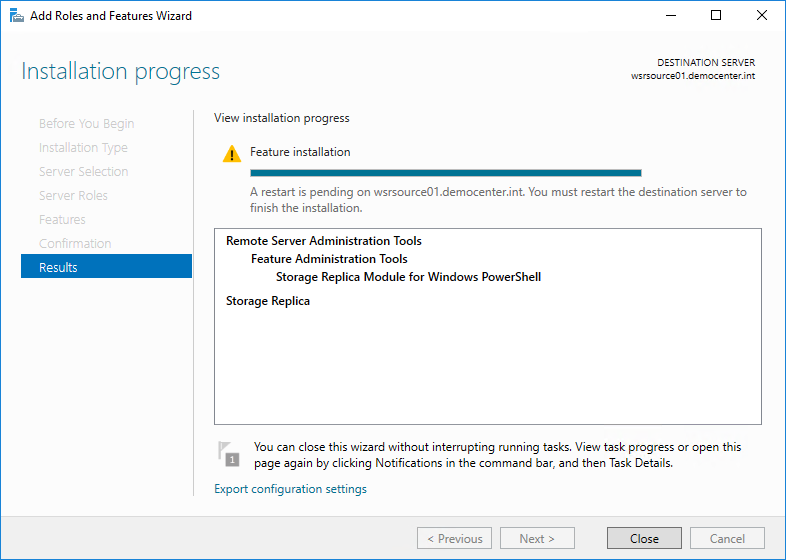 Add Roles and Features Wizard
Installation progress
DESTINATION SERVER
wsrsource01.democenter.int
Before You Begin
Installation Type
Server Selection
Server Roles
Features
Confirmation
Results
View installation progress
Feature installation
A restart is pending on wsrsource01.democenter.int. You must restart the destination server to
finish the installation.
Remote Server Administration Tools
Feature Administration Tools
Storage Replica Module for Windows PowerShell
Storage Replica
1
You can close this wizard without interrupting running tasks. View task progress or open this
page again by clicking Notifications in the command bar, and then Task Details.
Export configuration settings
< Previous
Next >
Close
Cancel